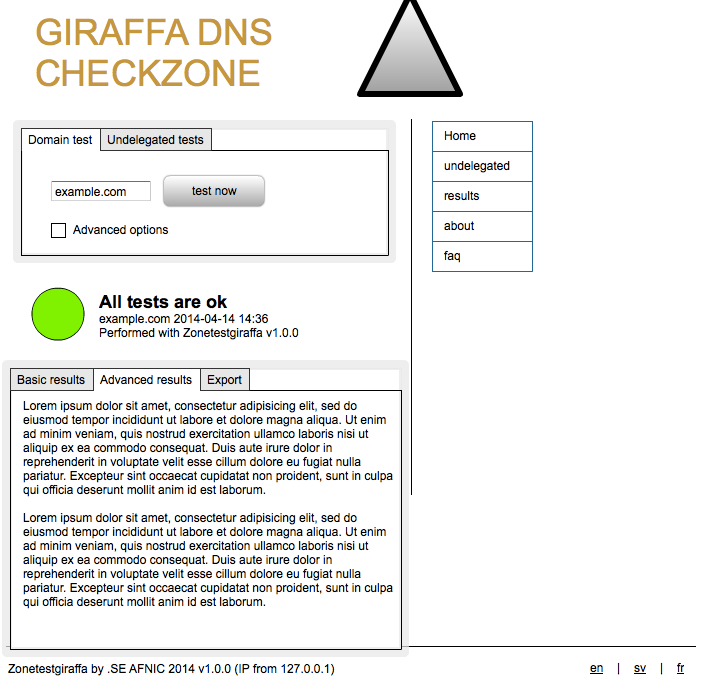 GIRAFFA DNS
CHECKZONE
Domain test
Undelegated tests
example.com
test now
Advanced options
Home
undelegated
results
about
faq
All tests are ok
example.com 2014-04-14 14:36
Performed with Zonetestgiraffa v1.0.0
Basic results
Advanced results
Export
Lorem ipsum dolor sit amet, consectetur adipisicing elit, sed do
eiusmod tempor incididunt ut labore et dolore magna aliqua. Ut enim
ad minim veniam, quis nostrud exercitation ullamco laboris nisi ut
aliquip ex ea commodo consequat. Duis aute irure dolor in
reprehenderit in voluptate velit esse cillum dolore eu fugiat nulla
pariatur. Excepteur sint occaecat cupidatat non proident, sunt in culpa
qui officia deserunt mollit anim id est laborum.
Lorem ipsum dolor sit amet, consectetur adipisicing elit, sed do
eiusmod tempor incididunt ut labore et dolore magna aliqua. Ut enim
ad minim veniam, quis nostrud exercitation ullamco laboris nisi ut
aliquip ex ea commodo consequat. Duis aute irure dolor in
reprehenderit in voluptate velit esse cillum dolore eu fugiat nulla
pariatur. Excepteur sint occaecat cupidatat non proident, sunt in culpa
qui officia deserunt mollit anim id est laborum.
Zonetestgiraffa by .SE AFNIC 2014 v1.0.0 (IP from 127.0.0.1)
en | sv | fr